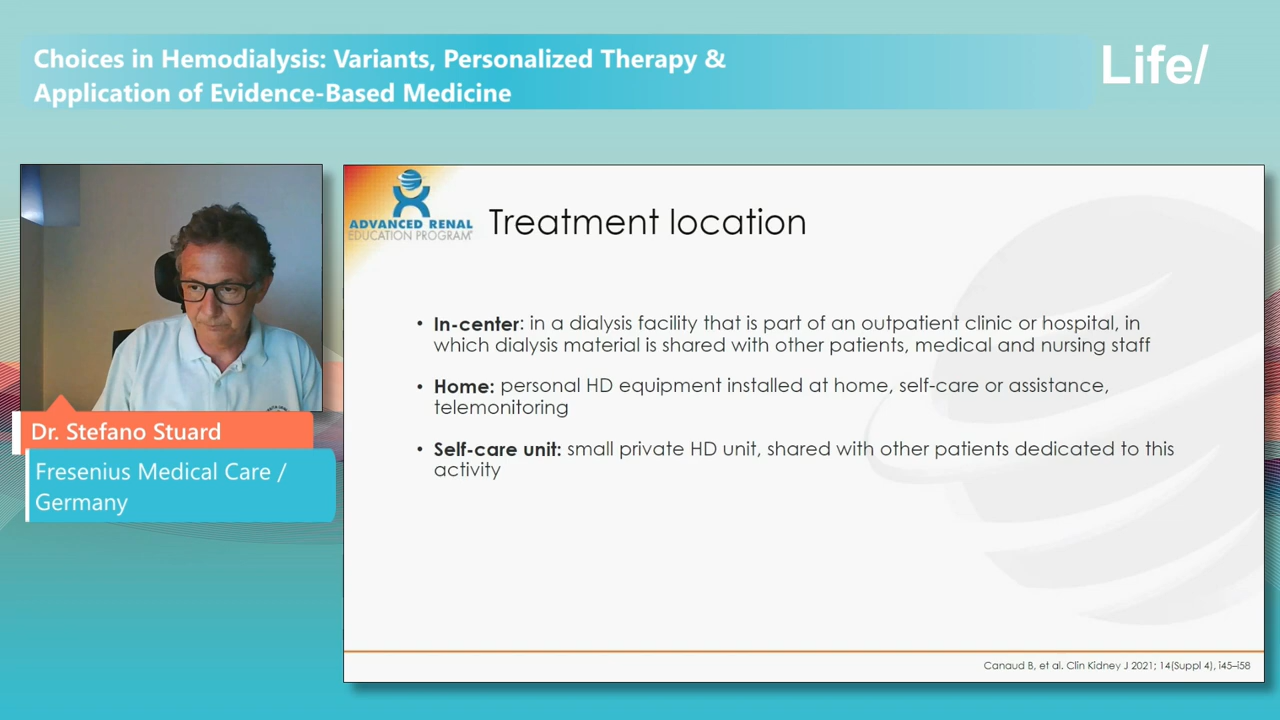 Choices in Hemodialysis: Variants, Personalized Therapy &
Application of Evidence-Based Medicine
Life/
ADVANCED RENAL
EDUCATION PROGRAM
Treatment location
• In-center: in a dialysis facility that is part of an outpatient clinic or hospital, in
which dialysis material is shared with other patients, medical and nursing staff
• Home: personal HD equipment installed at home, self-care or assistance,
telemonitoring
• Self-care unit: small private HD unit, shared with other patients dedicated to this
activity
Dr. Stefano Stuard
Fresenius Medical Care /
Germany
Canaud B, et al. Clin Kidney J 2021; 14(Suppl 4), i45–i58